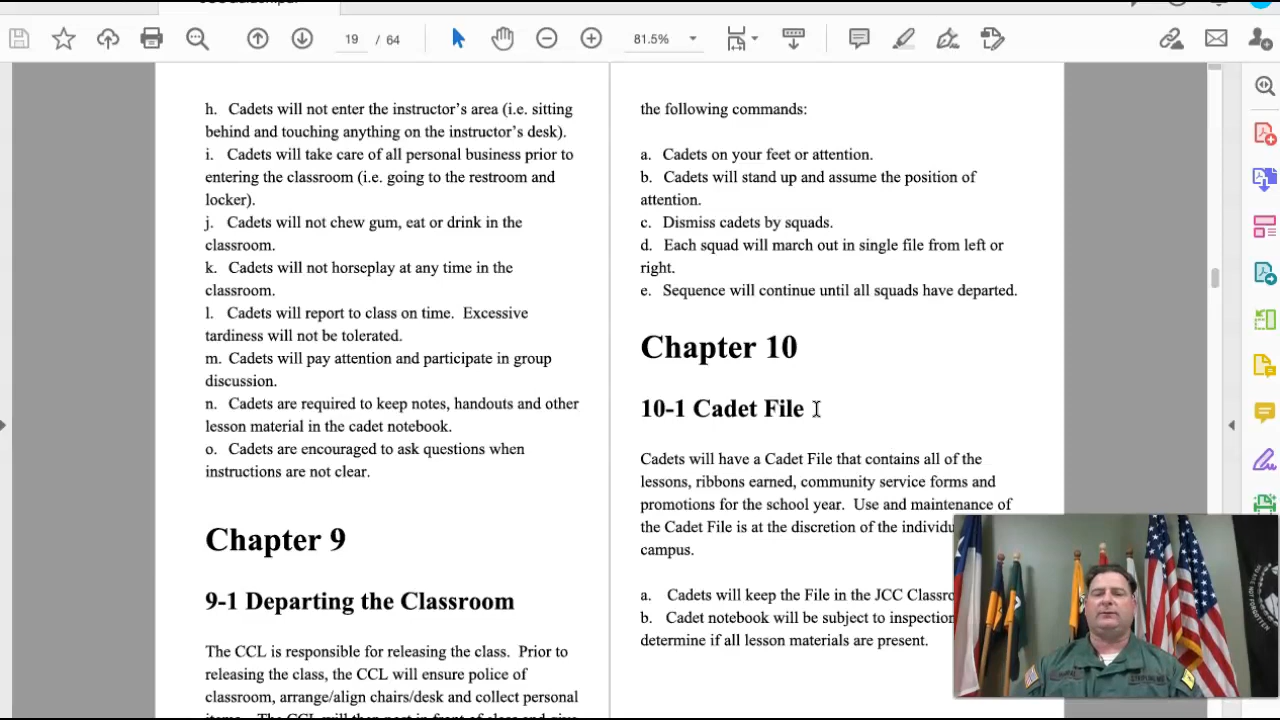 19 / 64
81.5%
h. Cadets will not enter the instructor's area (i.e. sitting
behind and touching anything on the instructor's desk).
i. Cadets will take care of all personal business prior to
entering the classroom (i.e. going to the restroom and
locker).
j. Cadets will not chew gum, eat or drink in the
classroom.
k. Cadets will not horseplay at any time in the
classroom.
l. Cadets will report to class on time. Excessive
tardiness will not be tolerated.
m. Cadets will pay attention and participate in group
discussion.
n. Cadets are required to keep notes, handouts and other
lesson material in the cadet notebook.
o. Cadets are encouraged to ask questions when
instructions are not clear.
Chapter 9
9-1 Departing the Classroom
The CCL is responsible for releasing the class. Prior to
releasing the class, the CCL will ensure police of
classroom, arrange/align chairs/desk and collect personal
the following commands:
a. Cadets on your feet or attention.
b. Cadets will stand up and assume the position of
attention.
c. Dismiss cadets by squads.
d. Each squad will march out in single file from left or
right.
e. Sequence will continue until all squads have departed.
Chapter 10
10-1 Cadet File
Cadets will have a Cadet File that contains all of the
lessons, ribbons earned, community service forms and
promotions for the school year. Use and maintenance of
the Cadet File is at the discretion of the individu
campus.
a. Cadets will keep the File in the JCC Classro
b. Cadet notebook will be subject to inspection
determine if all lesson materials are present.